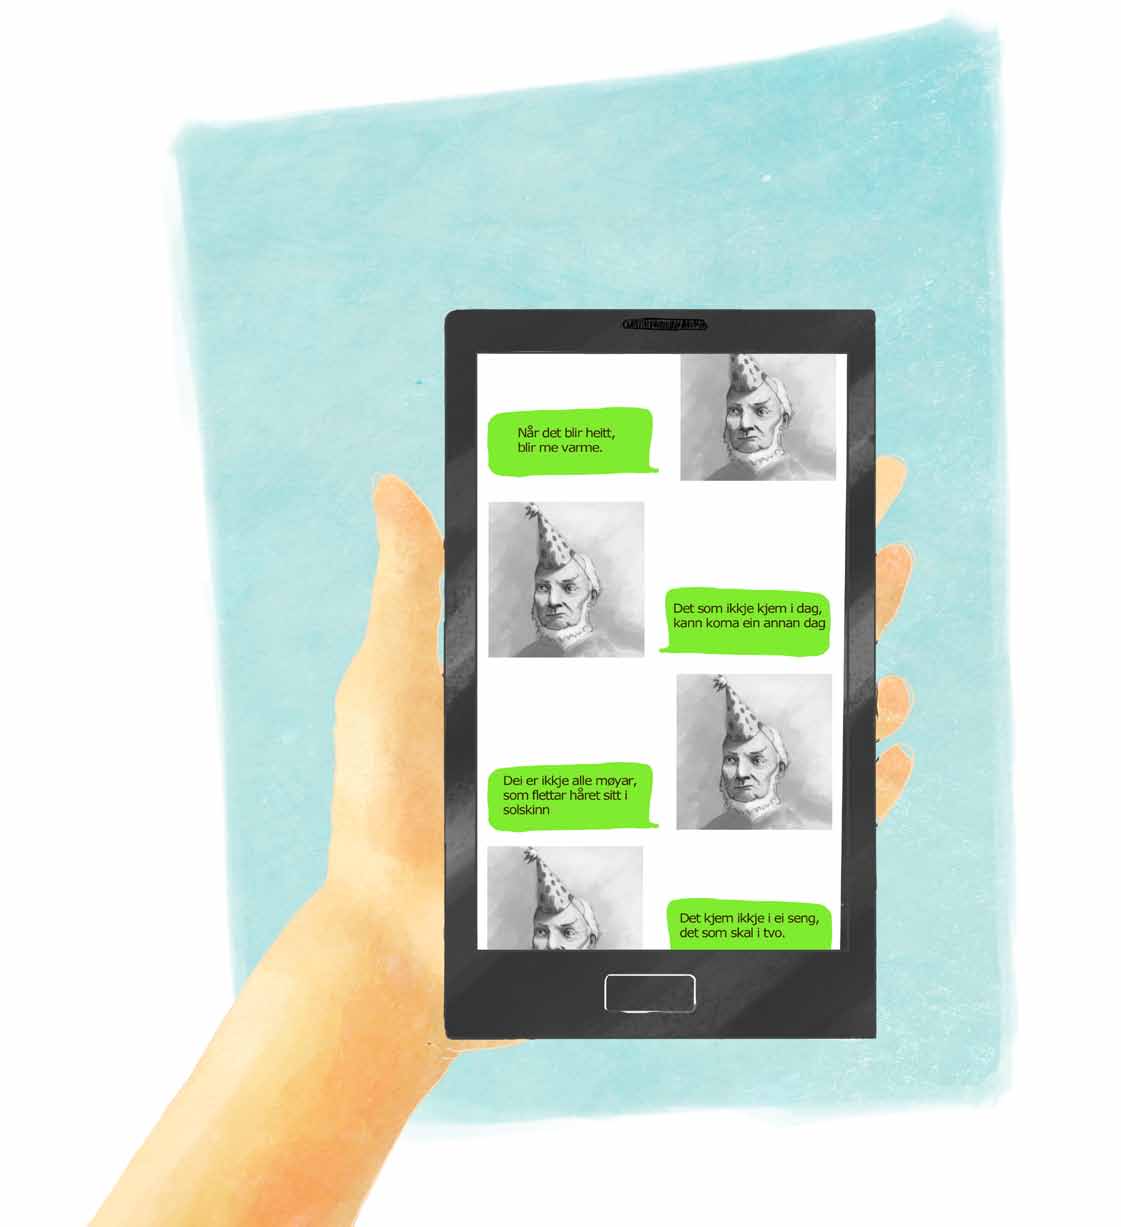 Når det blir heitt,
blir me varme.
Det som ikkje kjem i dag,
kann koma ein annan dag
Dei er ikkje alle møyar,
som flettar håret sitt i
solskinn
Det kjem ikkje i ei seng,
det som skal i tvo.